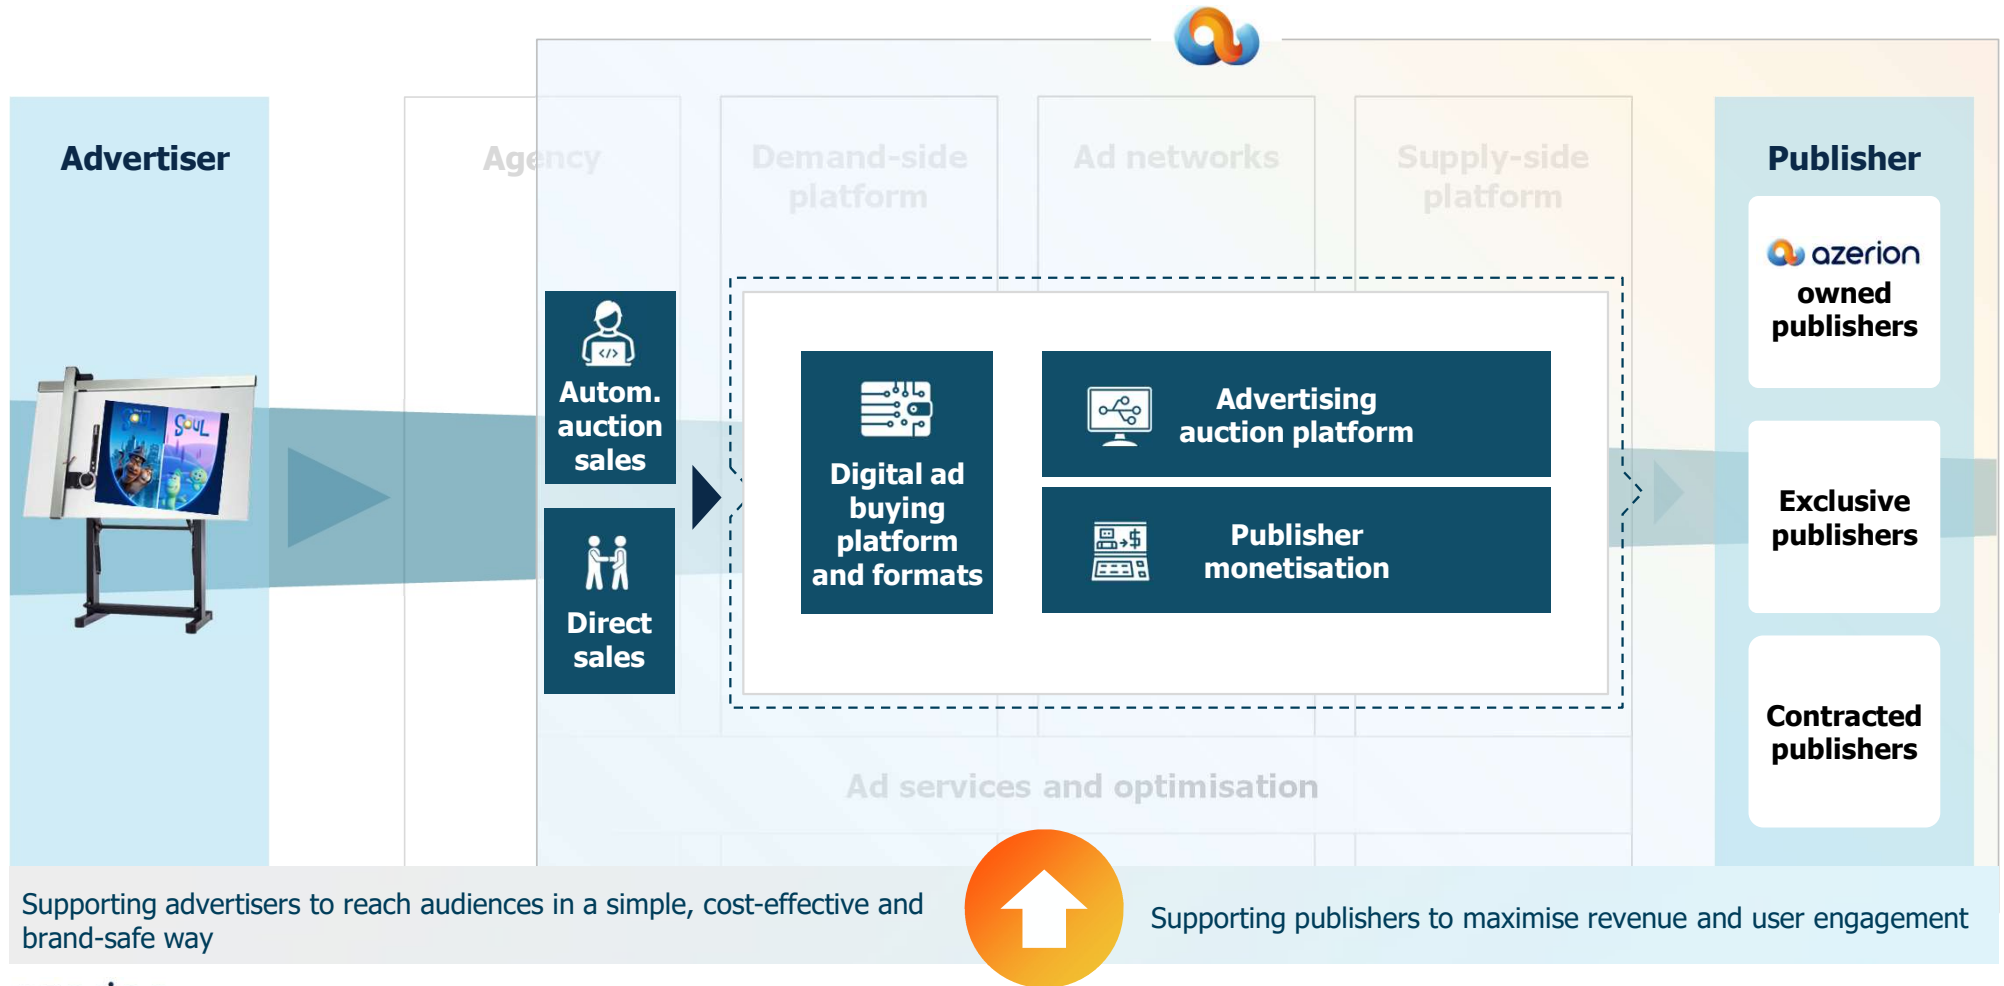 Advertiser
Agency
Demand-side
platform
Ad networks
Supply-side
platform
Publisher
azerion
owned
publishers
Exclusive
publishers
Contracted
publishers
Autom.
auction
sales
Direct
sales
Digital ad
buying
platform
and formats
Advertising
auction platform
Publisher
monetisation
SOUL
SOUL
Ad services and optimisation
Supporting advertisers to reach audiences in a simple, cost-effective and
brand-safe way
Supporting publishers to maximise revenue and user engagement